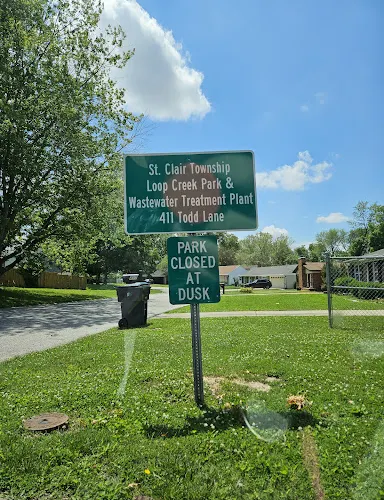 St. Clair Township
Loop Creek Park &
Wastewater Treatment Plant
411 Todd Lane
PARK
CLOSED
AT
DUSK